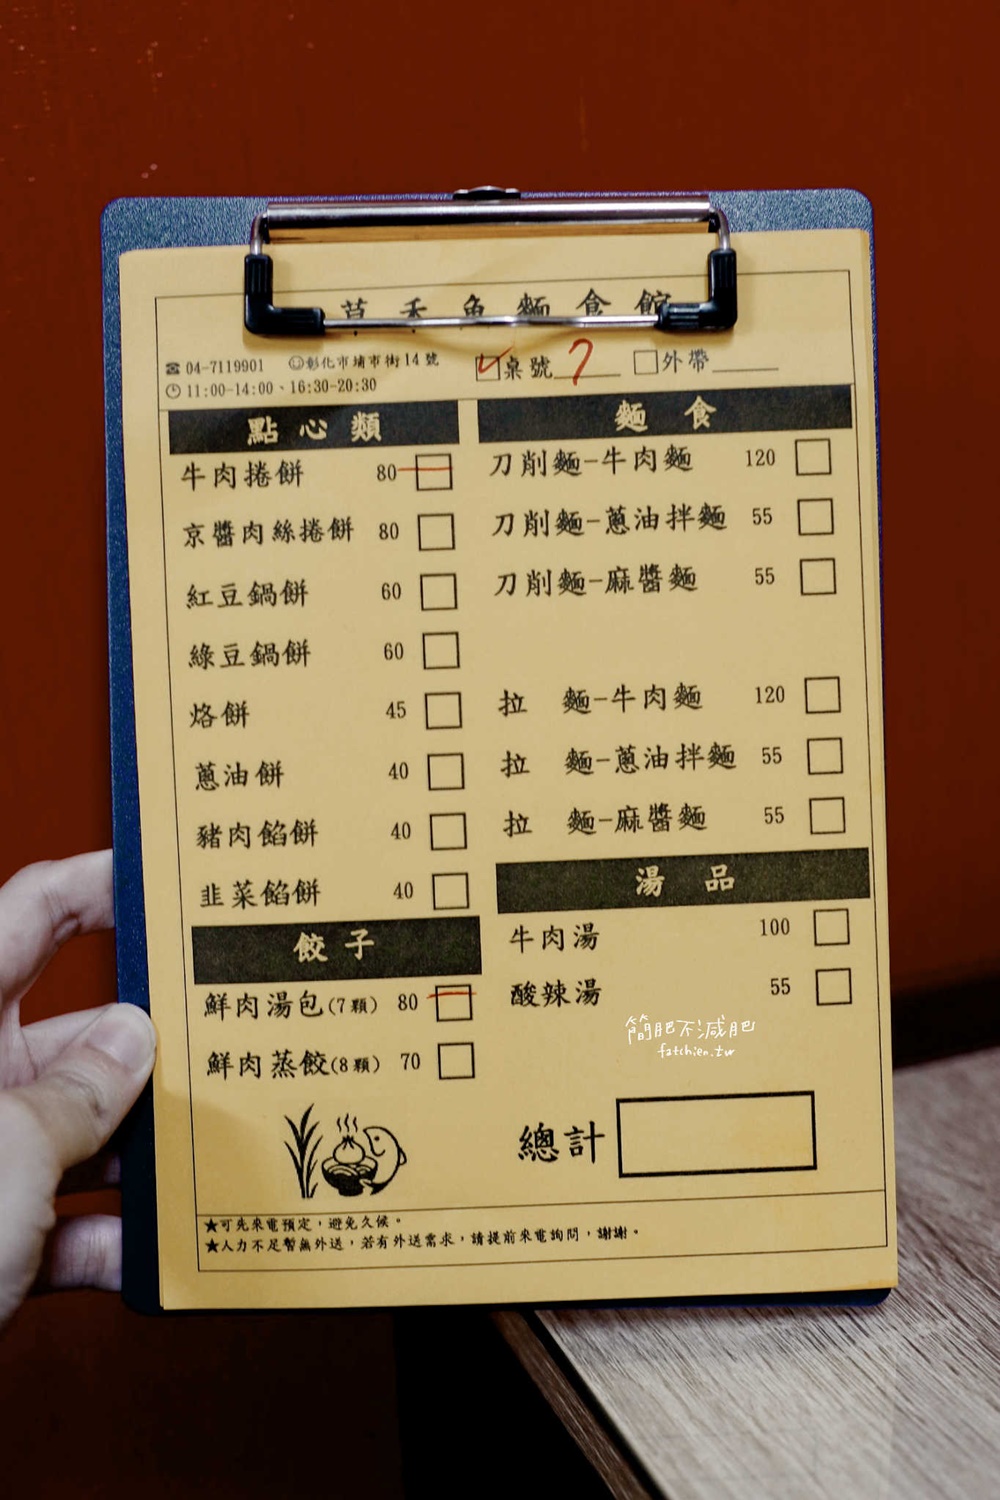 草禾魚麵食館
04-7119901 彰化市埔市街14號
11:00-14:00、16:30-20:30
桌號 7 外帶
點心類
牛肉捲餅 80
京醬肉絲捲餅 80
紅豆鍋餅 60
綠豆鍋餅 60
烙餅 45
蔥油餅 40
豬肉餡餅 40
韭菜餡餅 40
餃子
鮮肉湯包(7顆) 80
鮮肉蒸餃(8顆) 70
麵食
刀削麵-牛肉麵 120
刀削麵-蔥油拌麵 55
刀削麵-麻醬麵 55
拉 麵-牛肉麵 120
拉 麵-蔥油拌麵 55
拉 麵-麻醬麵 55
湯品
牛肉湯 100
酸辣湯 55
簡肥不減肥
fatchien.tw
總計
★可先來電預定，避免久候。
★人力不足暫無外送，若有外送需求，請提前來電詢問，謝謝。